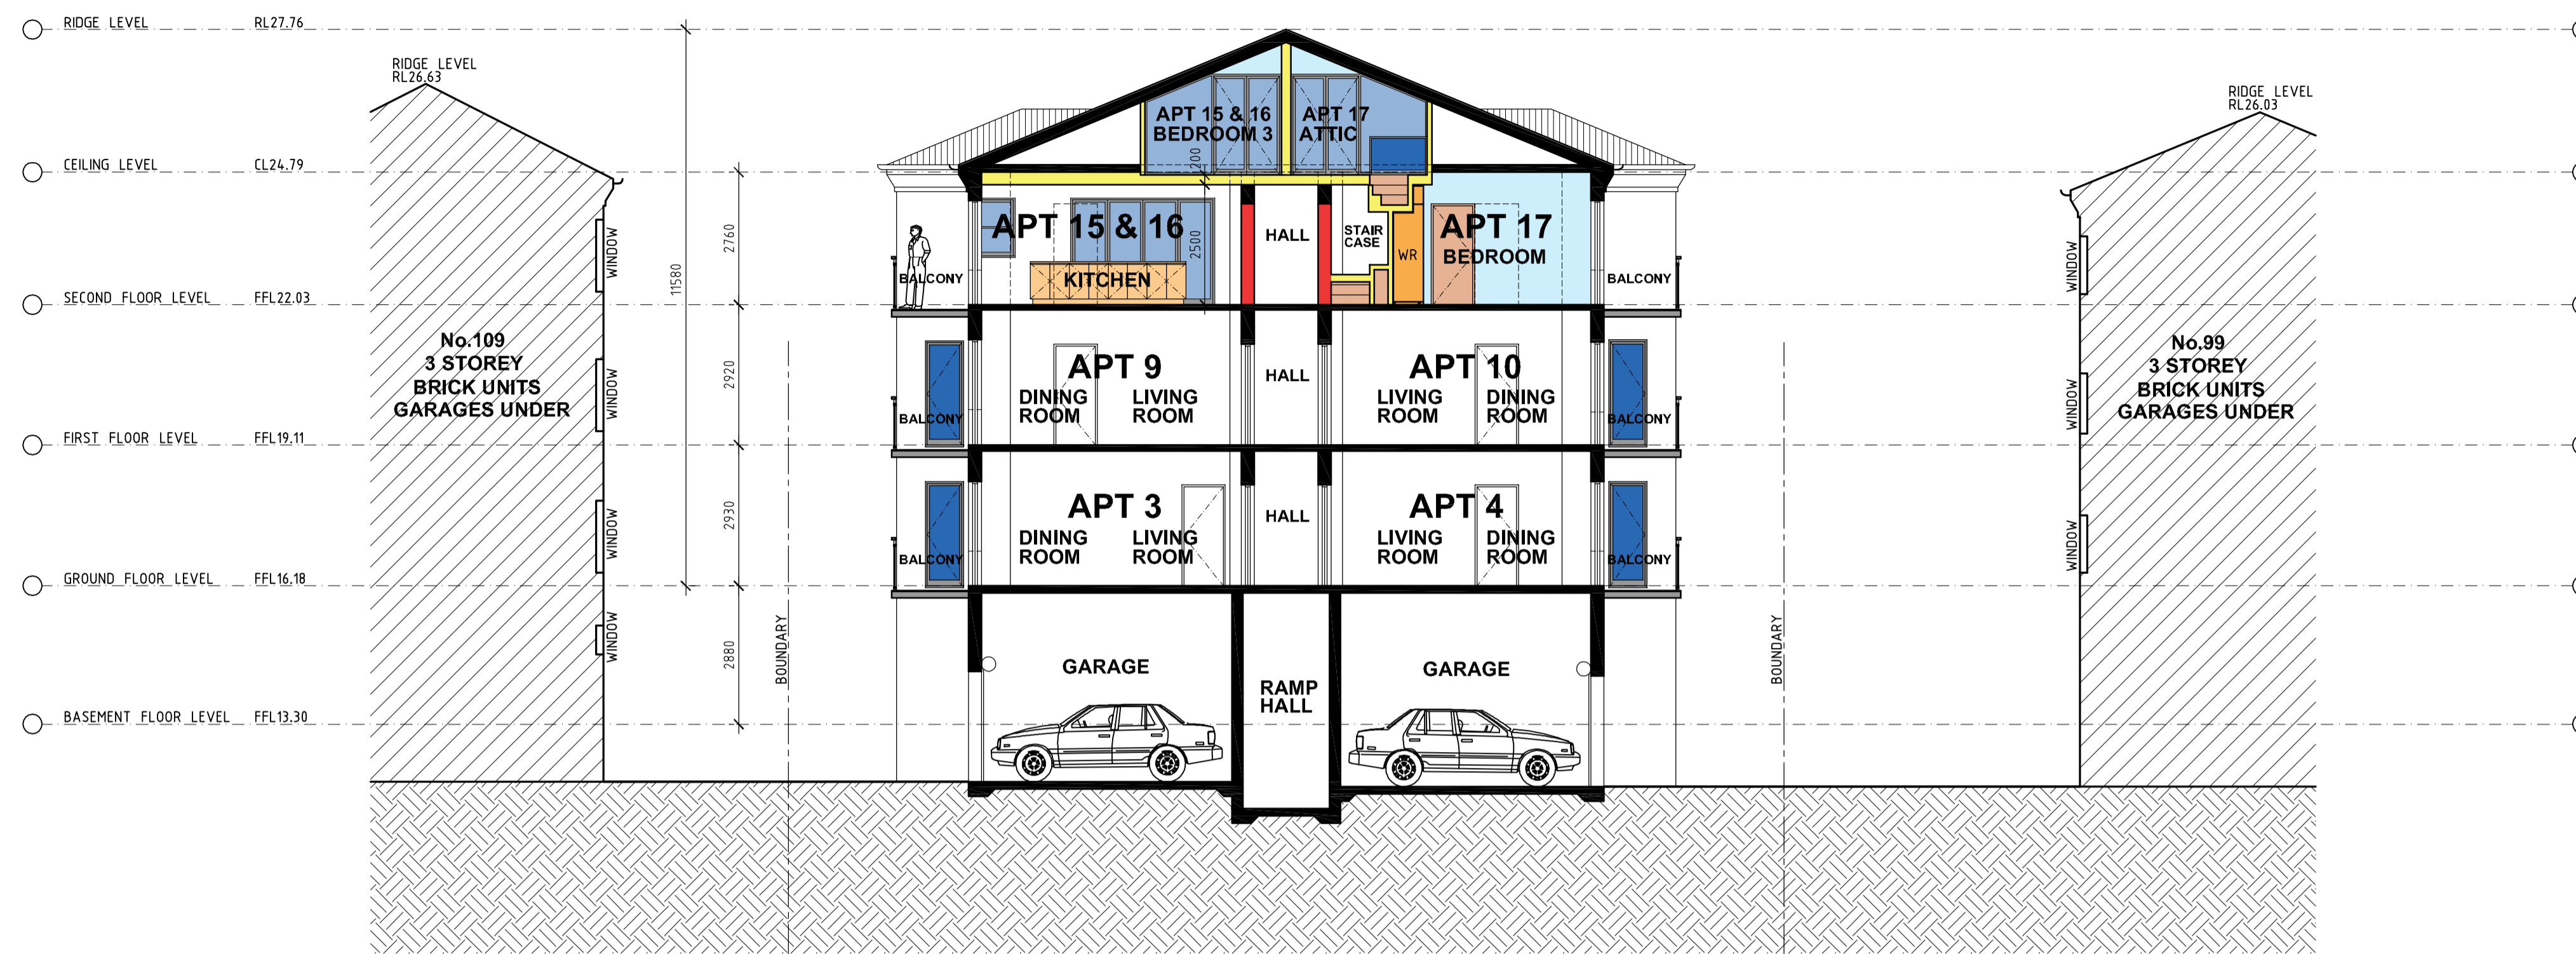 RIDGE LEVEL RL27.76
RIDGE LEVEL
RL26.63
RIDGE LEVEL
RL26.03
APT 15 & 16
BEDROOM 3
APT 17
ATTIC
200
CEILING LEVEL CL24.79
APT 15 & 16
KITCHEN
2500
HALL
STAIR
CASE
WR
APT 17
BEDROOM
BALCONY
BALCONY
WINDOW
WINDOW
2760
11580
SECOND FLOOR LEVEL FFL22.03
No.109
3 STOREY
BRICK UNITS
GARAGES UNDER
WINDOW
2920
BALCONY
APT 9
DINING
ROOM
LIVING
ROOM
HALL
APT 10
LIVING
ROOM
DINING
ROOM
BALCONY
WINDOW
No.99
3 STOREY
BRICK UNITS
GARAGES UNDER
FIRST FLOOR LEVEL FFL19.11
WINDOW
2930
BALCONY
APT 3
DINING
ROOM
LIVING
ROOM
HALL
APT 4
LIVING
ROOM
DINING
ROOM
BALCONY
WINDOW
GROUND FLOOR LEVEL FFL16.18
WINDOW
2880
BOUNDARY
GARAGE
RAMP
HALL
GARAGE
BOUNDARY
BASEMENT FLOOR LEVEL FFL13.30